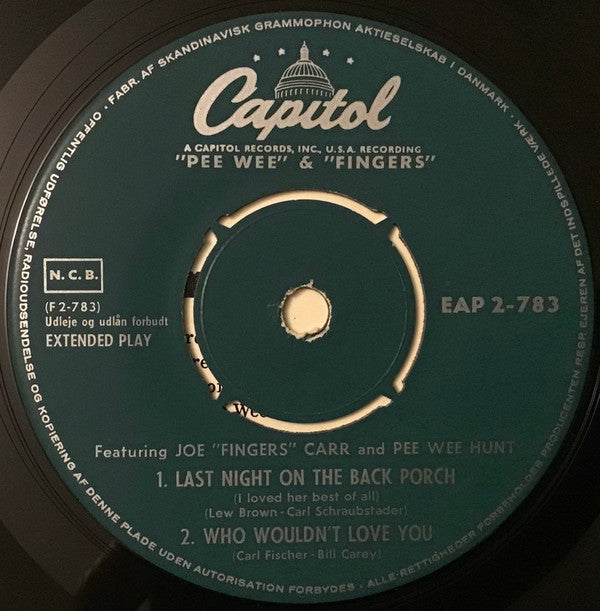 FABR. AF SKANDINAVISK GRAMMOPHON AKTIESELSKAB I DANMARK · ALLE RETTIGHEDER FORBEHOLDER PRODUCENTEN RESP. EJEREN AF DET INDSPILLEDE VÆRK ·
OFFENTLIG UDFØRELSE, RADIOUDSENDELSE OG KOPIERING AF DENNE PLADE UDEN AUTORISATION FORBYDES ·
Capitol
A CAPITOL RECORDS, INC., U.S.A. RECORDING
"PEE WEE" & "FINGERS"
N.C.B.
(F 2-783)
Udleje og udlån forbudt
EXTENDED PLAY
EAP 2-783
Featuring JOE "FINGERS" CARR and PEE WEE HUNT
1. LAST NIGHT ON THE BACK PORCH
(I loved her best of all)
(Lew Brown - Carl Schraubstader)
2. WHO WOULDN'T LOVE YOU
(Carl Fischer - Bill Carey)